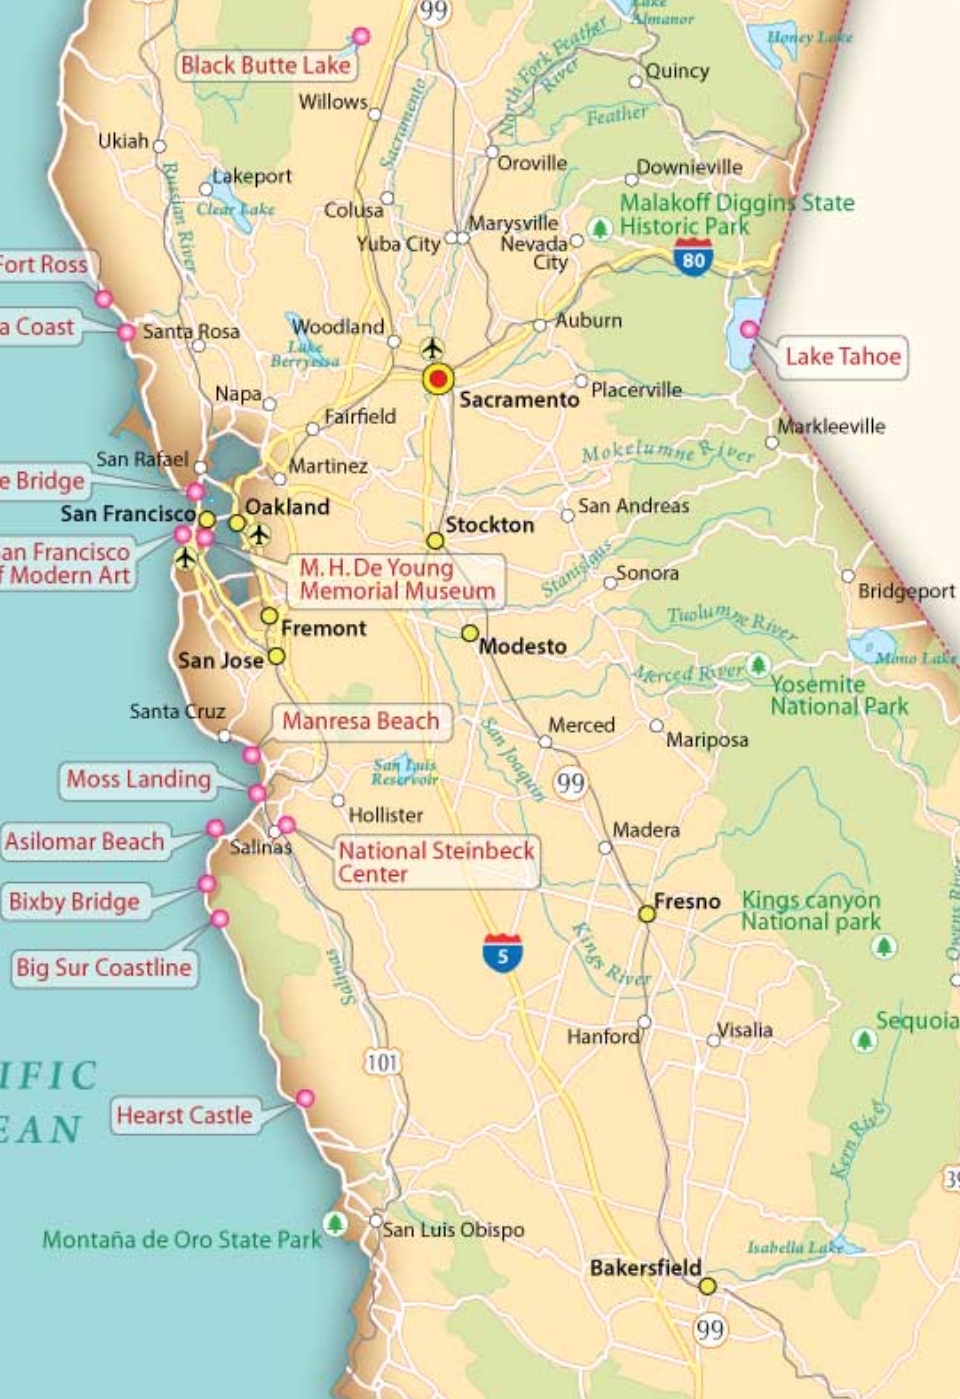 99
Lake
Almanor
Honey Lake
Black Butte Lake
North Fork Feather
River
Quincy
Willows
Sacramento
Feather
Ukiah
Russian River
Oroville
Downieville
Lakeport
Clear Lake
Colusa
Malakoff Diggins State
Historic Park
Yuba City
Marysville
Nevada
City
80
Fort Ross
a Coast
Santa Rosa
Woodland
Lake
Berryessa
Auburn
Lake Tahoe
Sacramento
Placerville
Napa
Fairfield
Markleeville
Mokelumne River
San Rafael
Martinez
e Bridge
San Francisco
Oakland
San Andreas
Stockton
an Francisco
f Modern Art
M. H. De Young
Memorial Museum
Stanislaus
Sonora
Bridgeport
Fremont
Tuolumne River
Modesto
Mono Lake
San Jose
Merced River
Yosemite
National Park
Santa Cruz
Manresa Beach
San Joaquin
Merced
Mariposa
Moss Landing
San Luis
Reservoir
99
Hollister
Asilomar Beach
Salinas
National Steinbeck
Center
Madera
Bixby Bridge
Fresno
Kings canyon
National park
Owens River
Big Sur Coastline
Salinas
5
Kings River
Hanford
Visalia
Sequoia
IFIC
EAN
101
Hearst Castle
Kern River
39
Montaña de Oro State Park
San Luis Obispo
Isabella Lake
Bakersfield
99